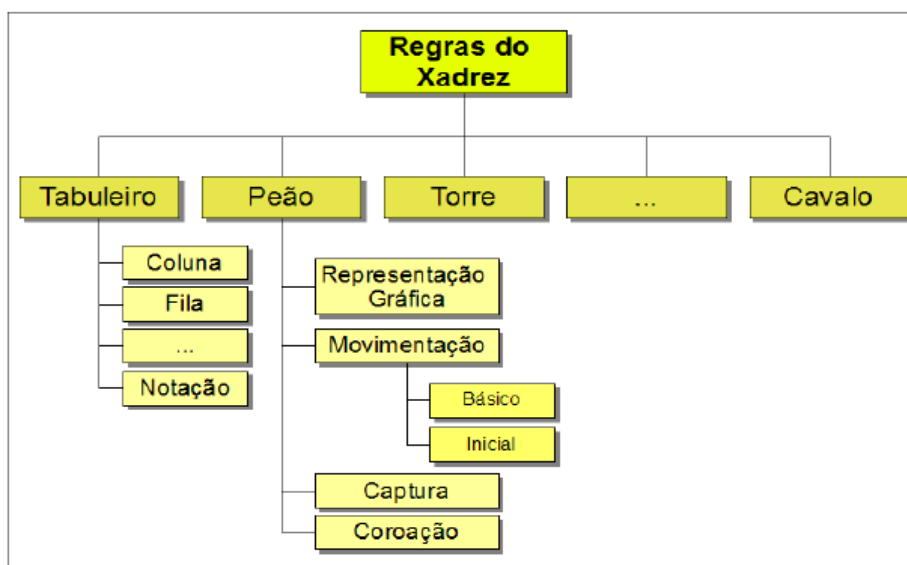 Regras do
Xadrez
Tabuleiro
Peão
Torre
...
Cavalo
Coluna
Fila
...
Notação
Representação
Gráfica
Movimentação
Básico
Inicial
Captura
Coroação